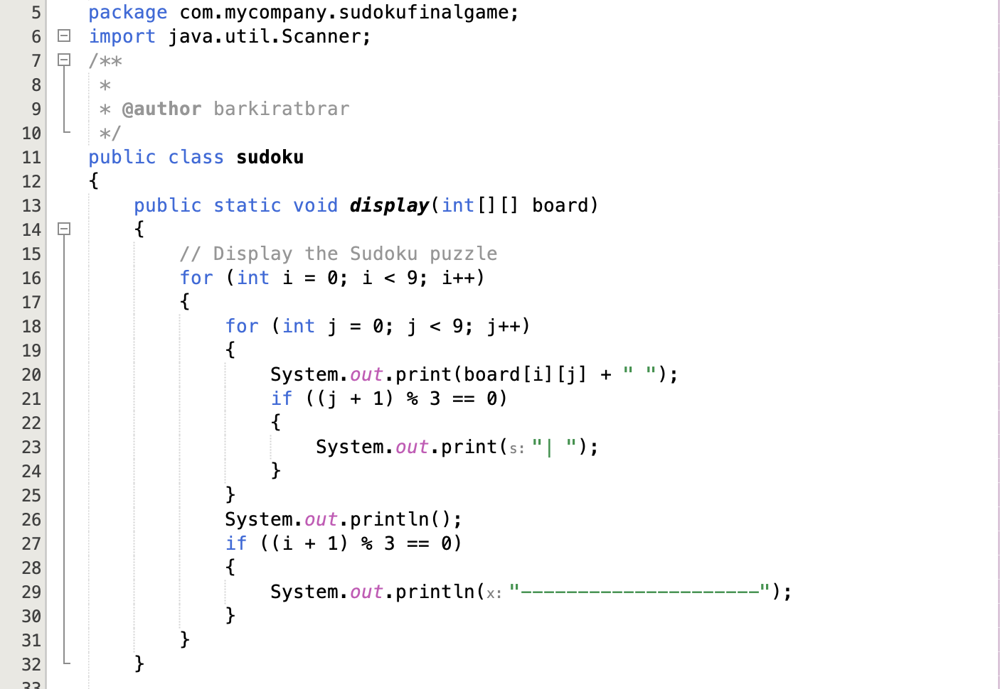 5 package com.mycompany.sudokufinalgame;
6 import java.util.Scanner;
7 /**
8  *
9  * @author barkiratbrar
10  */
11 public class sudoku
12 {
13     public static void display(int[][] board)
14     {
15         // Display the Sudoku puzzle
16         for (int i = 0; i < 9; i++)
17         {
18             for (int j = 0; j < 9; j++)
19             {
20                 System.out.print(board[i][j] + " ");
21                 if ((j + 1) % 3 == 0)
22                 {
23                     System.out.print(s: "| ");
24                 }
25             }
26             System.out.println();
27             if ((i + 1) % 3 == 0)
28             {
29                 System.out.println(x: "---------------------");
30             }
31         }
32     }
33